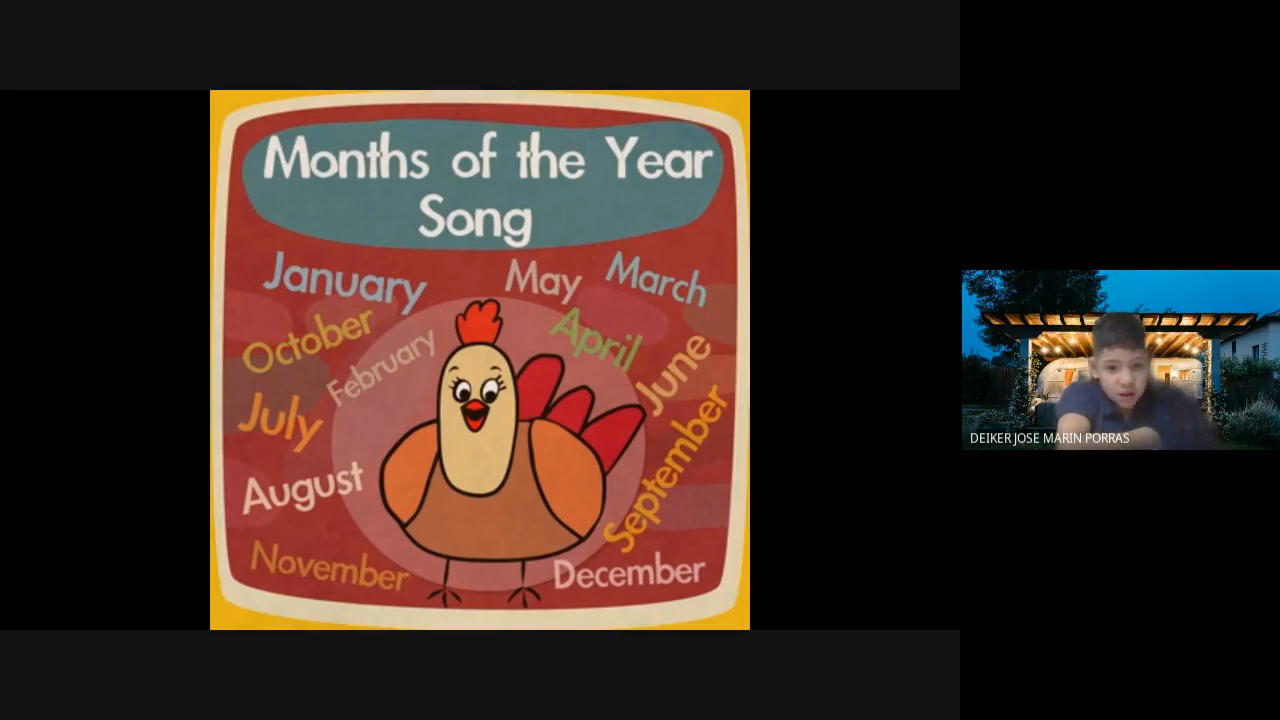 Months of the Year
Song
January
May
March
October
February
April
June
July
September
August
November
December
DEIKER JOSE MARIN PORRAS